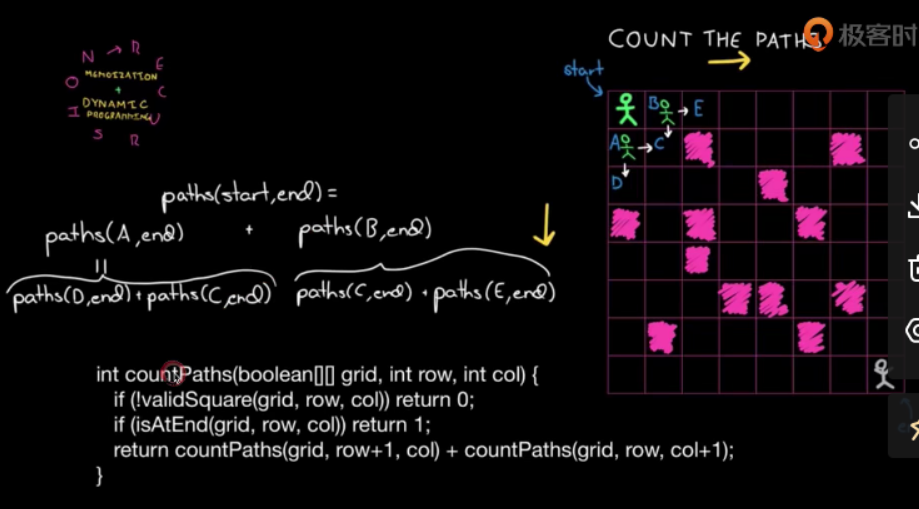 极客时
COUNT THE PATHS
start
N → R
E
O
MEMOIZATION
+
C
I
DYNAMIC
PROGRAMMING
U
S
R
B → E
A → C
D
paths(start,end) =
paths(A,end) + paths(B,end)
=
paths(D,end) + paths(C,end) paths(C,end) + paths(E,end)
int countPaths(boolean[][] grid, int row, int col) {
if (!validSquare(grid, row, col)) return 0;
if (isAtEnd(grid, row, col)) return 1;
return countPaths(grid, row+1, col) + countPaths(grid, row, col+1);
}